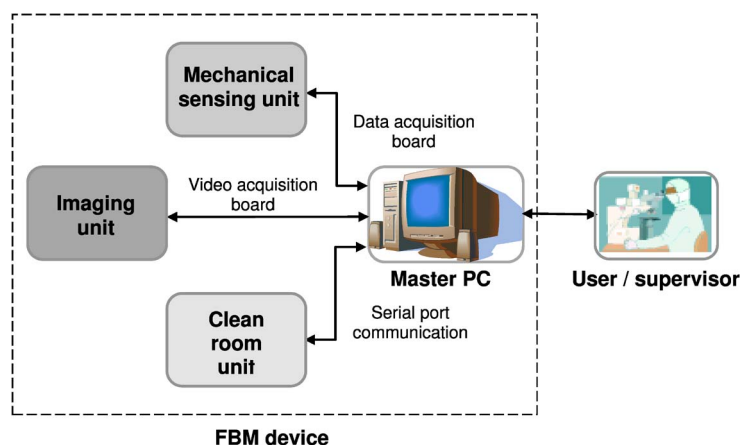 Mechanical
sensing unit
Data acquisition
board
Video acquisition
board
Imaging
unit
Master PC
User / supervisor
Serial port
communication
Clean
room
unit
FBM device